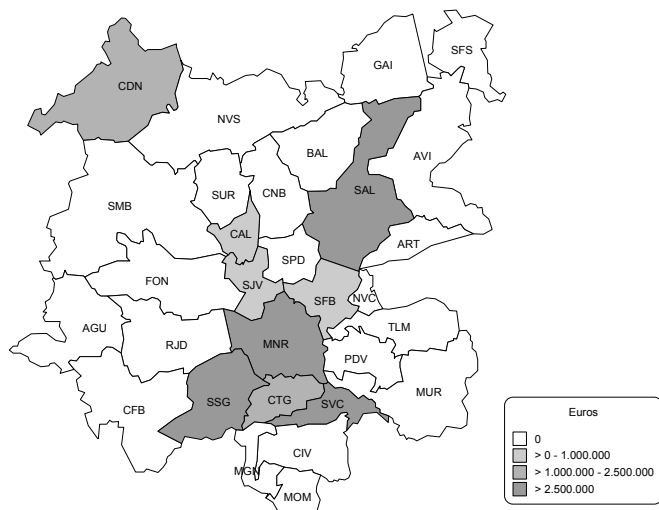 SFS
GAI
CDN
NVS
BAL
AVI
SAL
SUR
CNB
SMB
CAL
ART
SPD
FON
SJV
SFB
NVC
AGU
TLM
RJD
MNR
PDV
MUR
SSG
CTG
SVC
CFB
CIV
MGN
MOM
Euros
0
> 0 - 1.000.000
> 1.000.000 - 2.500.000
> 2.500.000